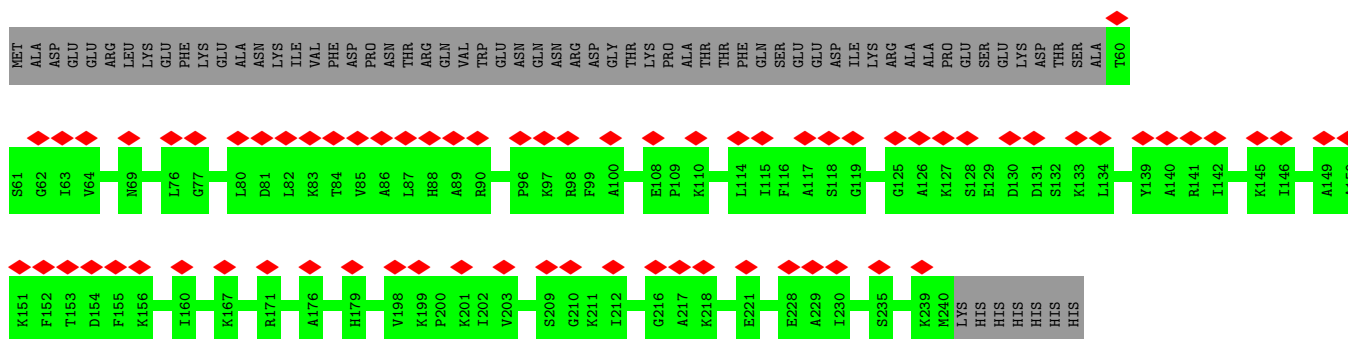 MET ALA ASP GLU GLU ARG LEU LYS GLU PHE LYS GLU ALA ASN LYS ILE VAL PHE ASP PRO ASN THR ARG GLN VAL TRP GLU ASN GLN ASN ARG ASP GLY THR LYS PRO ALA THR THR PHE GLN SER GLU GLU ASP ILE LYS ARG ALA ALA PRO GLU SER GLU LYS ASP THR SER ALA T60
S61 G62 I63 V64 N69 L76 G77 L80 D81 L82 K83 T84 V85 A86 L87 H88 A89 R90 P96 K97 R98 F99 A100 E108 P109 K110 L114 I115 F116 A117 S118 G119 G125 A126 K127 S128 E129 D130 D131 S132 K133 L134 Y139 A140 R141 I142 K145 I146 A149
K151 F152 T153 D154 F155 K156 I160 K167 R171 A176 H179 V198 K199 P200 K201 I202 V203 S209 G210 K211 I212 G216 A217 K218 E221 E228 A229 I230 S235 K239 M240 LYS HIS HIS HIS HIS HIS HIS